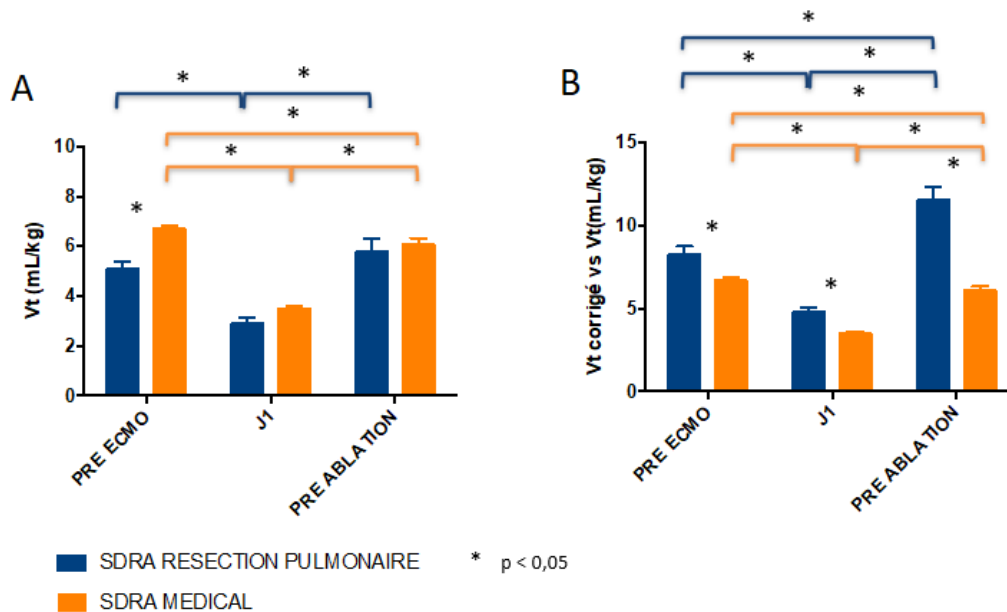 *
*
*
*
*
A
B
*
*
*
*
*
*
10
8
6
4
2
0
Vt (mL/kg)
*
PRE ECMO
J1
PRE ABLATION
15
10
5
0
Vt corrigé vs Vt(mL/kg)
*
*
*
PRE ECMO
J1
PRE ABLATION
SDRA RESECTION PULMONAIRE
* p < 0,05
SDRA MEDICAL